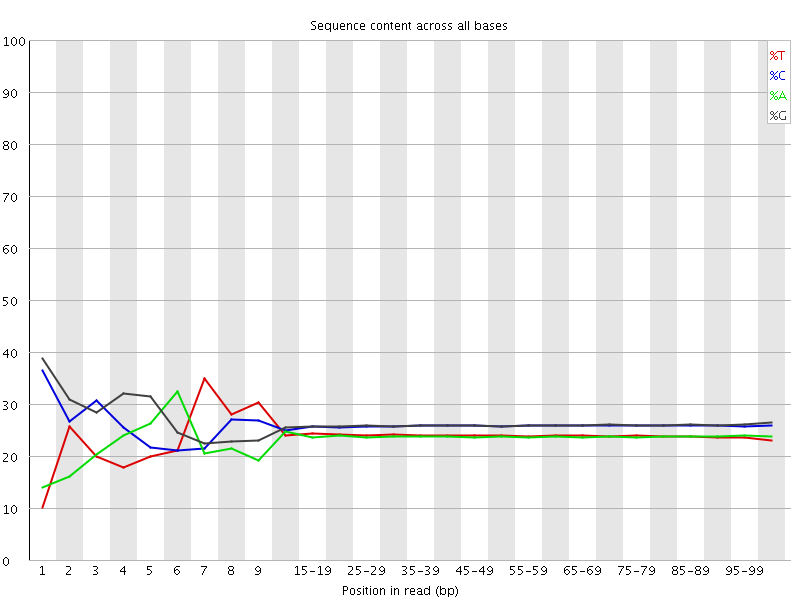 Sequence content across all bases
100
90
80
70
60
50
40
30
20
10
0
%T
%C
%A
%G
1 2 3 4 5 6 7 8 9 15-19 25-29 35-39 45-49 55-59 65-69 75-79 85-89 95-99
Position in read (bp)